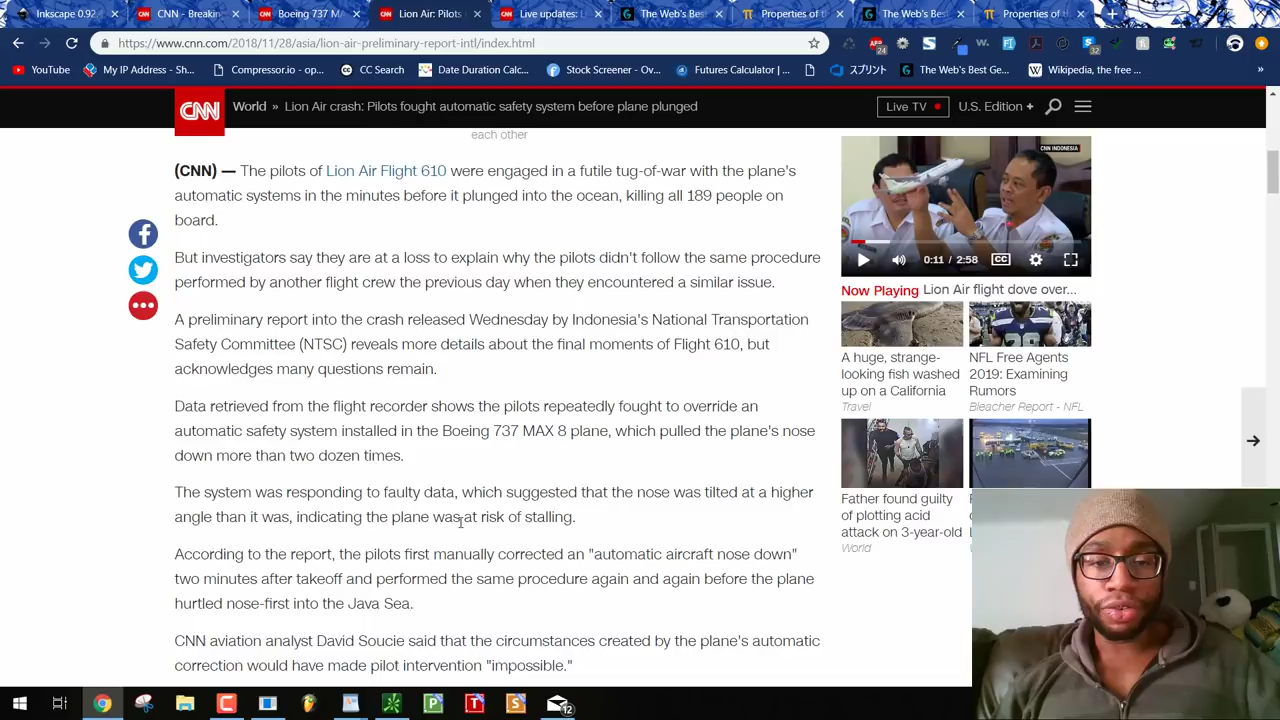 Inkscape 0.92.
CNN - Breakin
Boeing 737 MA
Lion Air: Pilots
Live updates: L
The Web's Bes
Properties of t
The Web's Bes
Properties of t
https://www.cnn.com/2018/11/28/asia/lion-air-preliminary-report-intl/index.html
YouTube
My IP Address - Sh...
Compressor.io - op...
CC Search
Date Duration Calc...
Stock Screener - Ov...
Futures Calculator | ...
スプリント
The Web's Best Ge...
Wikipedia, the free ...
»
CNN
World » Lion Air crash: Pilots fought automatic safety system before plane plunged
Live TV
U.S. Edition +
each other
(CNN) — The pilots of Lion Air Flight 610 were engaged in a futile tug-of-war with the plane's
automatic systems in the minutes before it plunged into the ocean, killing all 189 people on
board.
But investigators say they are at a loss to explain why the pilots didn't follow the same procedure
performed by another flight crew the previous day when they encountered a similar issue.
A preliminary report into the crash released Wednesday by Indonesia's National Transportation
Safety Committee (NTSC) reveals more details about the final moments of Flight 610, but
acknowledges many questions remain.
Data retrieved from the flight recorder shows the pilots repeatedly fought to override an
automatic safety system installed in the Boeing 737 MAX 8 plane, which pulled the plane's nose
down more than two dozen times.
The system was responding to faulty data, which suggested that the nose was tilted at a higher
angle than it was, indicating the plane was at risk of stalling.
According to the report, the pilots first manually corrected an "automatic aircraft nose down"
two minutes after takeoff and performed the same procedure again and again before the plane
hurtled nose-first into the Java Sea.
CNN aviation analyst David Soucie said that the circumstances created by the plane's automatic
correction would have made pilot intervention "impossible."
CNN INDONESIA
0:11 / 2:58
CC
Now Playing Lion Air flight dove over...
A huge, strange-
looking fish washed
up on a California
Travel
NFL Free Agents
2019: Examining
Rumors
Bleacher Report - NFL
Father found guilty
of plotting acid
attack on 3-year-old
World
12